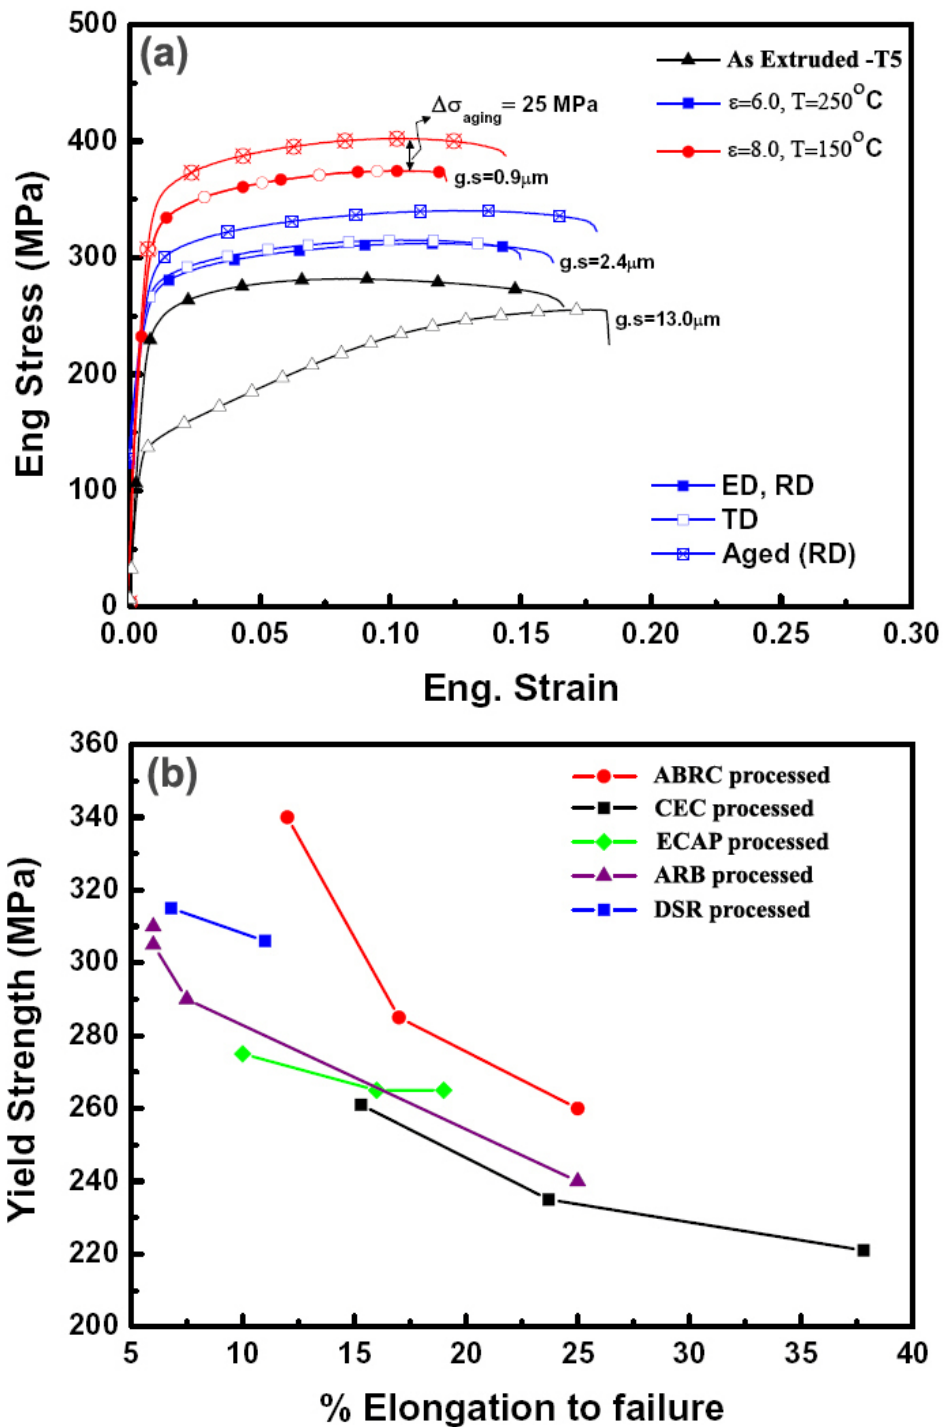 500
(a)
As Extruded -T5
Δσaging = 25 MPa
ε=6.0, T=250°C
400
ε=8.0, T=150°C
g.s=0.9μm
300
g.s=2.4μm
g.s=13.0μm
200
100
ED, RD
TD
Aged (RD)
0
Eng Stress (MPa)
0.00 0.05 0.10 0.15 0.20 0.25 0.30
Eng. Strain
360
(b)
ABRC processed
340
CEC processed
ECAP processed
320
ARB processed
DSR processed
300
280
260
240
220
200
Yield Strength (MPa)
5 10 15 20 25 30 35 40
% Elongation to failure